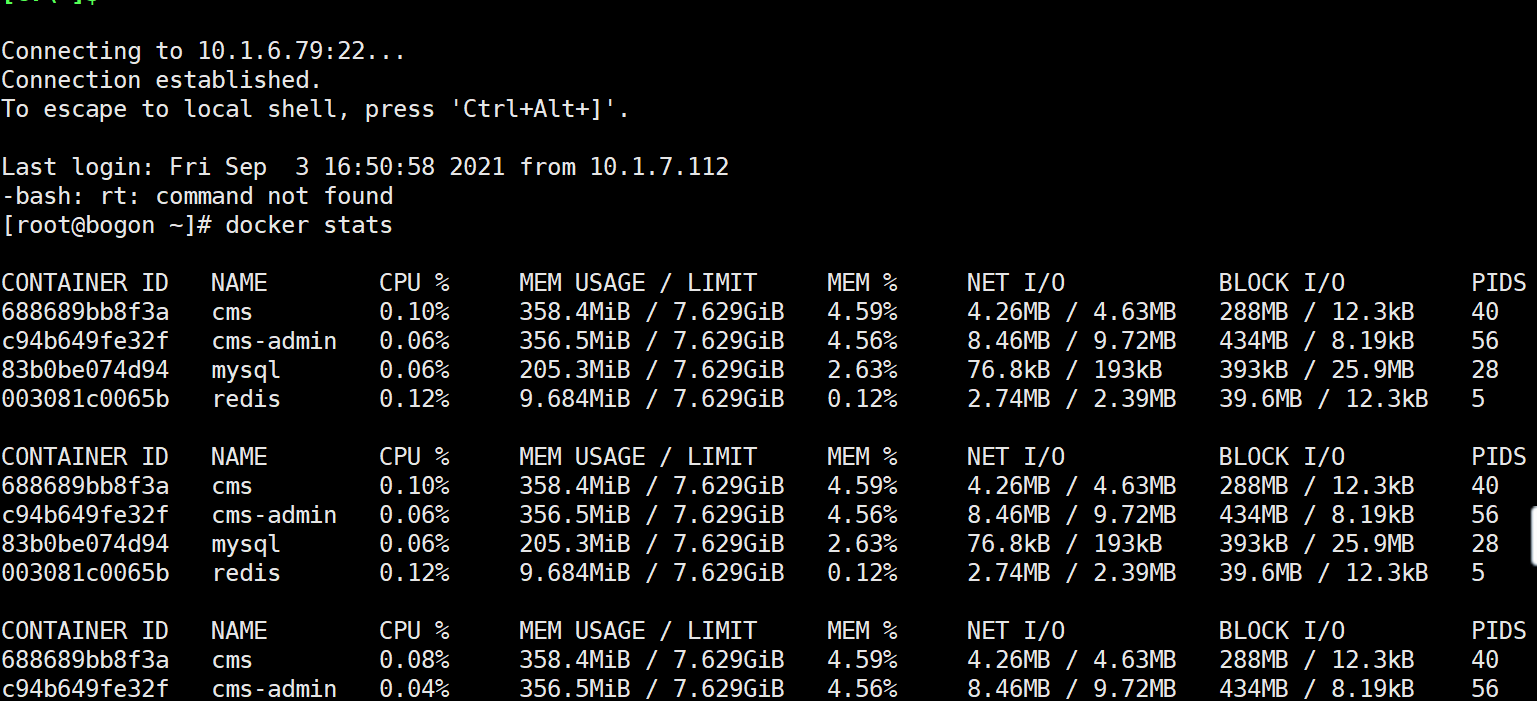 Connecting to 10.1.6.79:22...
Connection established.
To escape to local shell, press 'Ctrl+Alt+]'.
Last login: Fri Sep  3 16:50:58 2021 from 10.1.7.112
-bash: rt: command not found
[root@bogon ~]# docker stats
CONTAINER ID   NAME        CPU %     MEM USAGE / LIMIT     MEM %     NET I/O           BLOCK I/O         PIDS
688689bb8f3a   cms         0.10%     358.4MiB / 7.629GiB   4.59%     4.26MB / 4.63MB   288MB / 12.3kB    40
c94b649fe32f   cms-admin   0.06%     356.5MiB / 7.629GiB   4.56%     8.46MB / 9.72MB   434MB / 8.19kB    56
83b0be074d94   mysql       0.06%     205.3MiB / 7.629GiB   2.63%     76.8kB / 193kB    393kB / 25.9MB    28
003081c0065b   redis       0.12%     9.684MiB / 7.629GiB   0.12%     2.74MB / 2.39MB   39.6MB / 12.3kB   5
CONTAINER ID   NAME        CPU %     MEM USAGE / LIMIT     MEM %     NET I/O           BLOCK I/O         PIDS
688689bb8f3a   cms         0.10%     358.4MiB / 7.629GiB   4.59%     4.26MB / 4.63MB   288MB / 12.3kB    40
c94b649fe32f   cms-admin   0.06%     356.5MiB / 7.629GiB   4.56%     8.46MB / 9.72MB   434MB / 8.19kB    56
83b0be074d94   mysql       0.06%     205.3MiB / 7.629GiB   2.63%     76.8kB / 193kB    393kB / 25.9MB    28
003081c0065b   redis       0.12%     9.684MiB / 7.629GiB   0.12%     2.74MB / 2.39MB   39.6MB / 12.3kB   5
CONTAINER ID   NAME        CPU %     MEM USAGE / LIMIT     MEM %     NET I/O           BLOCK I/O         PIDS
688689bb8f3a   cms         0.08%     358.4MiB / 7.629GiB   4.59%     4.26MB / 4.63MB   288MB / 12.3kB    40
c94b649fe32f   cms-admin   0.04%     356.5MiB / 7.629GiB   4.56%     8.46MB / 9.72MB   434MB / 8.19kB    56